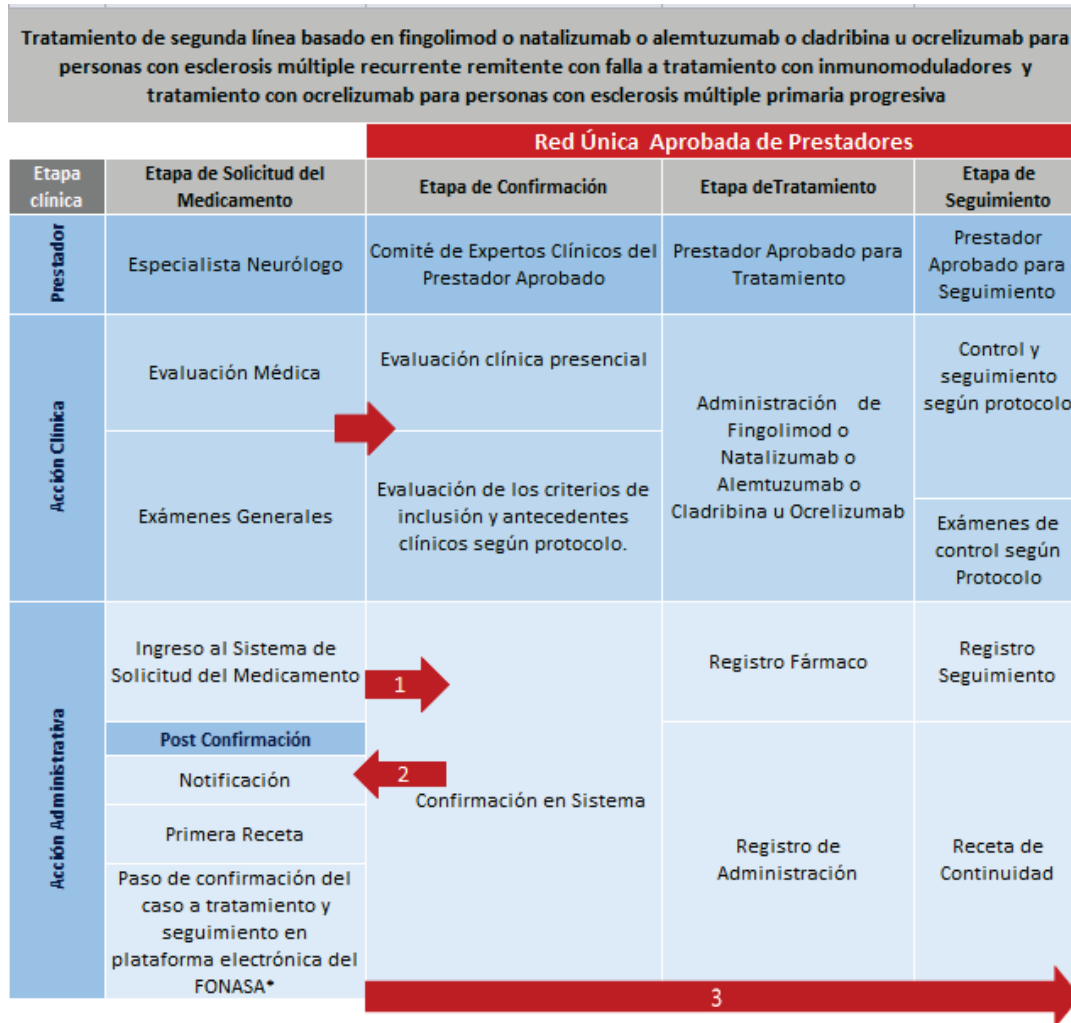 Tratamiento de segunda línea basado en fingolimod o natalizumab o alemtuzumab o cladribina u ocrelizumab para
personas con esclerosis múltiple recurrente remitente con falla a tratamiento con inmunomoduladores y
tratamiento con ocrelizumab para personas con esclerosis múltiple primaria progresiva
Red Única Aprobada de Prestadores
Etapa
clínica
Etapa de Solicitud del
Medicamento
Etapa de Confirmación
Etapa deTratamiento
Etapa de
Seguimiento
Prestador
Especialista Neurólogo
Comité de Expertos Clínicos del
Prestador Aprobado
Prestador Aprobado para
Tratamiento
Prestador
Aprobado para
Seguimiento
Acción Clínica
Evaluación Médica
Exámenes Generales
Evaluación clínica presencial
Evaluación de los criterios de
inclusión y antecedentes
clínicos según protocolo.
Administración de
Fingolimod o
Natalizumab o
Alemtuzumab o
Cladribina u Ocrelizumab
Control y
seguimiento
según protocolo
Exámenes de
control según
Protocolo
Acción Administrativa
Ingreso al Sistema de
Solicitud del Medicamento
1
Post Confirmación
Notificación
2
Primera Receta
Paso de confirmación del
caso a tratamiento y
seguimiento en
plataforma electrónica del
FONASA*
Confirmación en Sistema
Registro Fármaco
Registro de
Administración
Registro
Seguimiento
Receta de
Continuidad
3